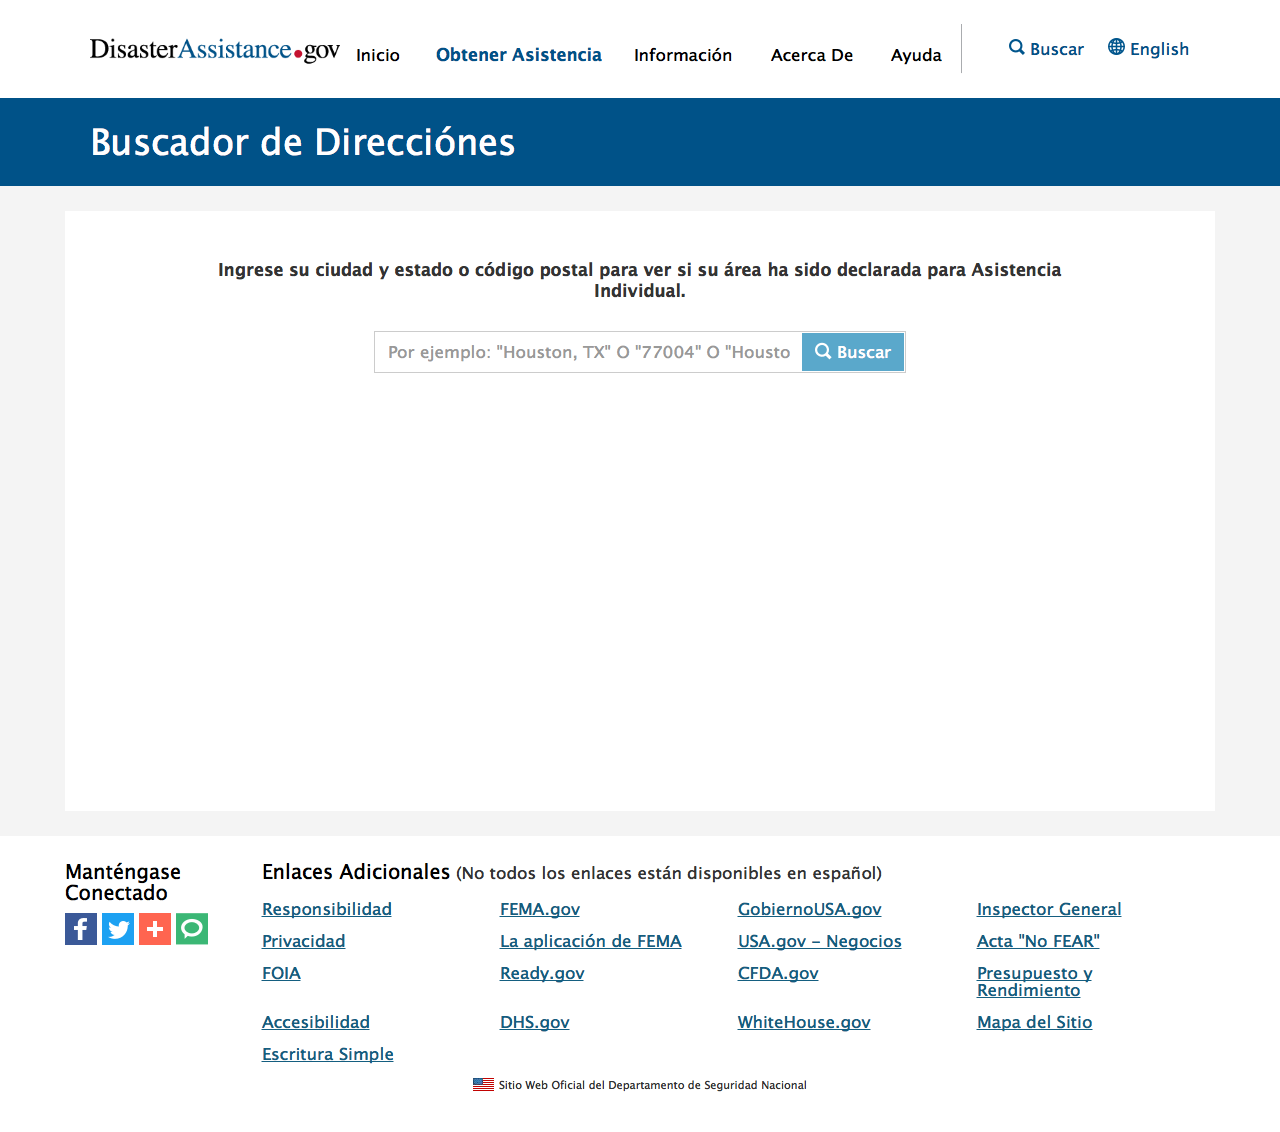 DisasterAssistance.gov
Inicio
Obtener Asistencia
Información
Acerca De
Ayuda
Buscar
English
Buscador de Direcciónes
Ingrese su ciudad y estado o código postal para ver si su área ha sido declarada para Asistencia
Individual.
Por ejemplo: "Houston, TX" O "77004" O "Housto
Buscar
Manténgase
Conectado
Enlaces Adicionales (No todos los enlaces están disponibles en español)
Responsibilidad
FEMA.gov
GobiernoUSA.gov
Inspector General
Privacidad
La aplicación de FEMA
USA.gov – Negocios
Acta "No FEAR"
FOIA
Ready.gov
CFDA.gov
Presupuesto y
Rendimiento
Accesibilidad
DHS.gov
WhiteHouse.gov
Mapa del Sitio
Escritura Simple
Sitio Web Oficial del Departamento de Seguridad Nacional